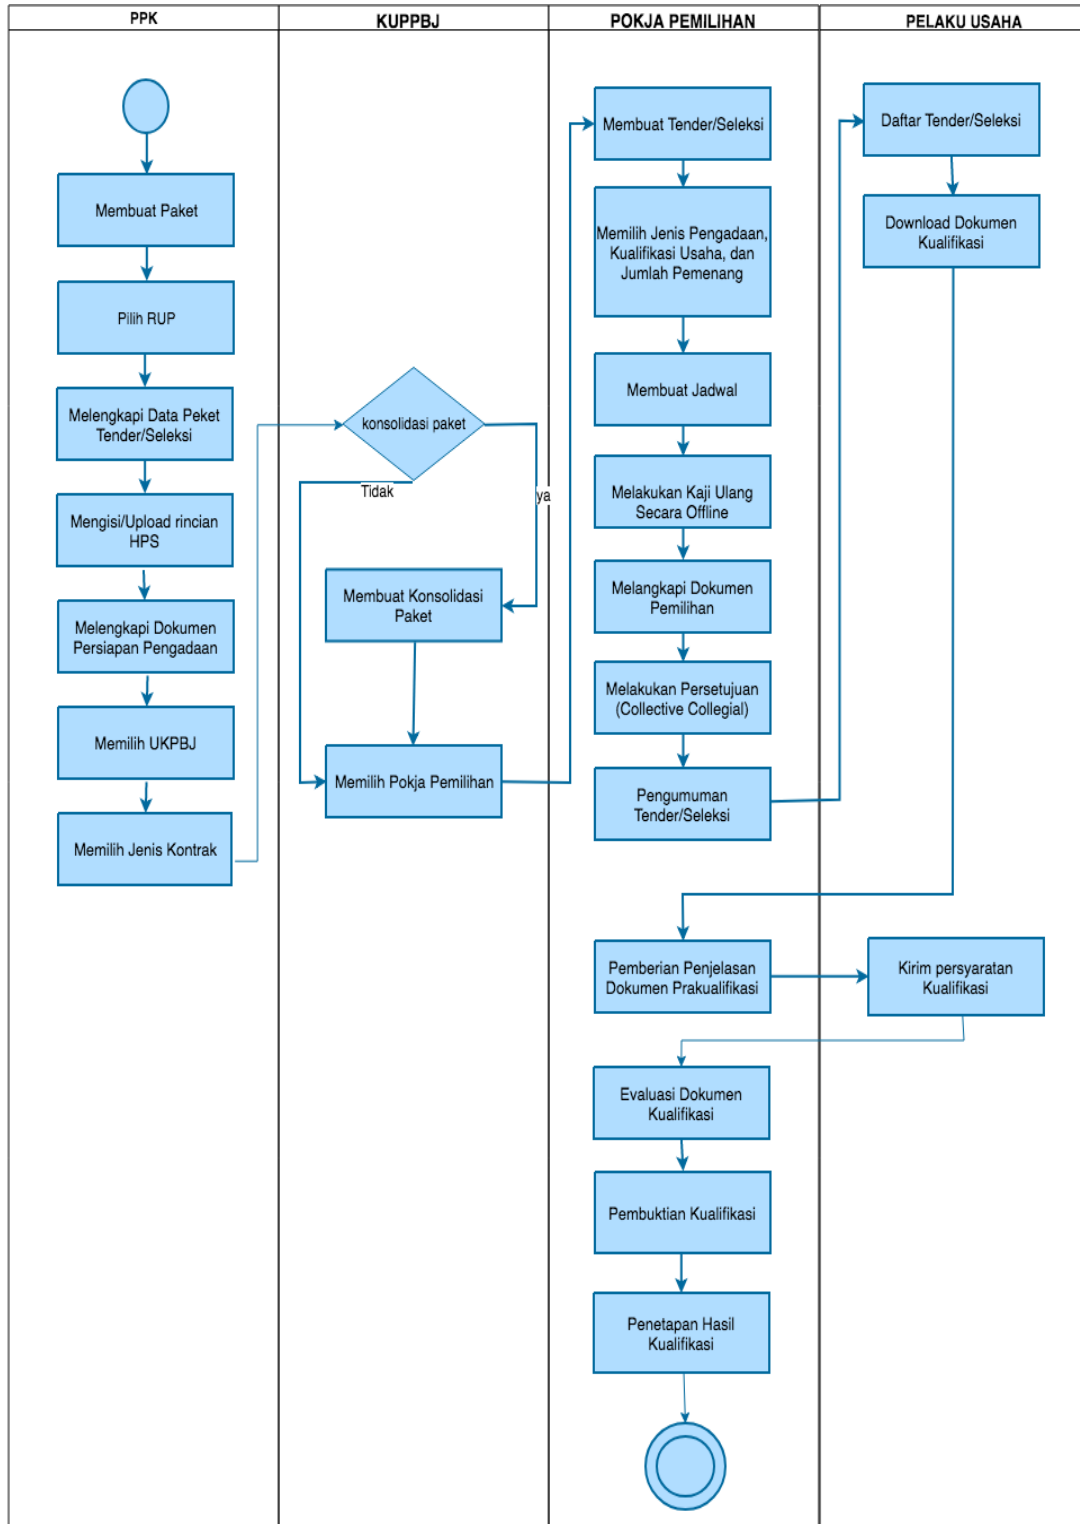 PPK
KUPPBJ
POKJA PEMILIHAN
PELAKU USAHA
Membuat Paket
Pilih RUP
Melengkapi Data Peket
Tender/Seleksi
Mengisi/Upload rincian
HPS
Melengkapi Dokumen
Persiapan Pengadaan
Memilih UKPBJ
Memilih Jenis Kontrak
konsolidasi paket
Tidak
ya
Membuat Konsolidasi
Paket
Memilih Pokja Pemilihan
Membuat Tender/Seleksi
Memilih Jenis Pengadaan,
Kualifikasi Usaha, dan
Jumlah Pemenang
Membuat Jadwal
Melakukan Kaji Ulang
Secara Offline
Melangkapi Dokumen
Pemilihan
Melakukan Persetujuan
(Collective Collegial)
Pengumuman
Tender/Seleksi
Daftar Tender/Seleksi
Download Dokumen
Kualifikasi
Pemberian Penjelasan
Dokumen Prakualifikasi
Kirim persyaratan
Kualifikasi
Evaluasi Dokumen
Kualifikasi
Pembuktian Kualifikasi
Penetapan Hasil
Kualifikasi